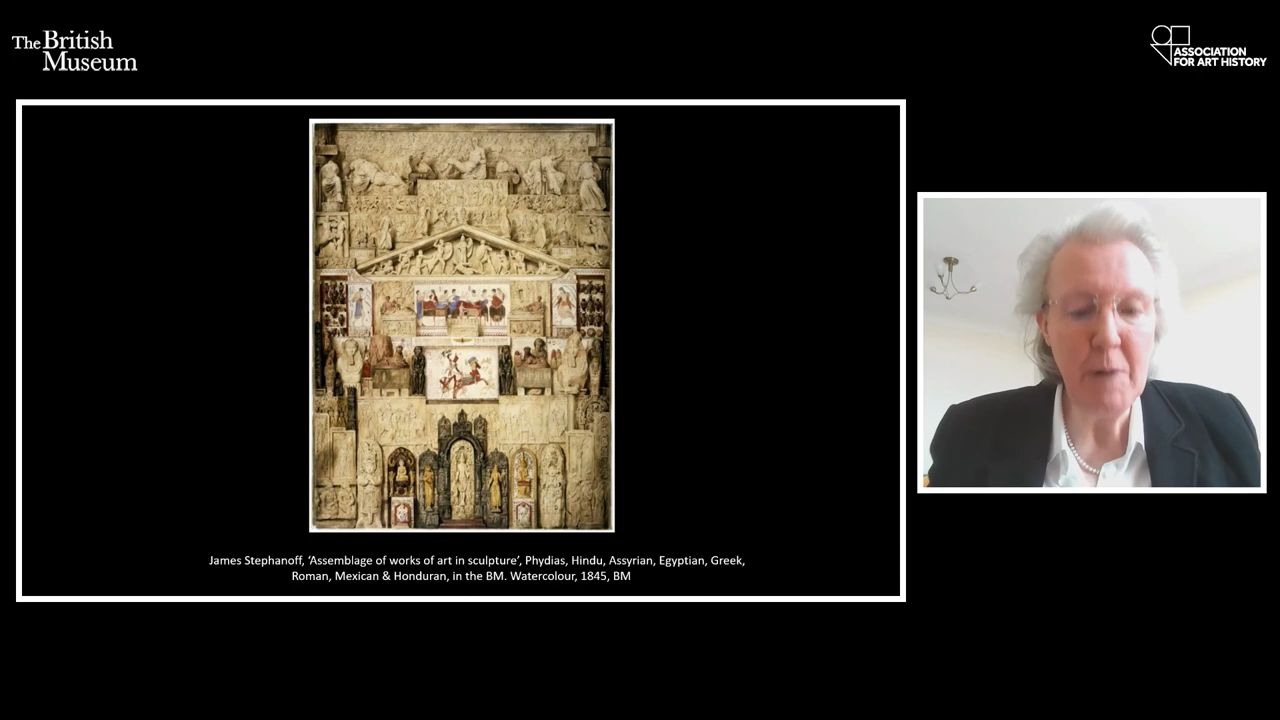 The British
Museum
ASSOCIATION
FOR ART HISTORY
James Stephanoff, ‘Assemblage of works of art in sculpture’, Phydias, Hindu, Assyrian, Egyptian, Greek,
Roman, Mexican & Honduran, in the BM. Watercolour, 1845, BM